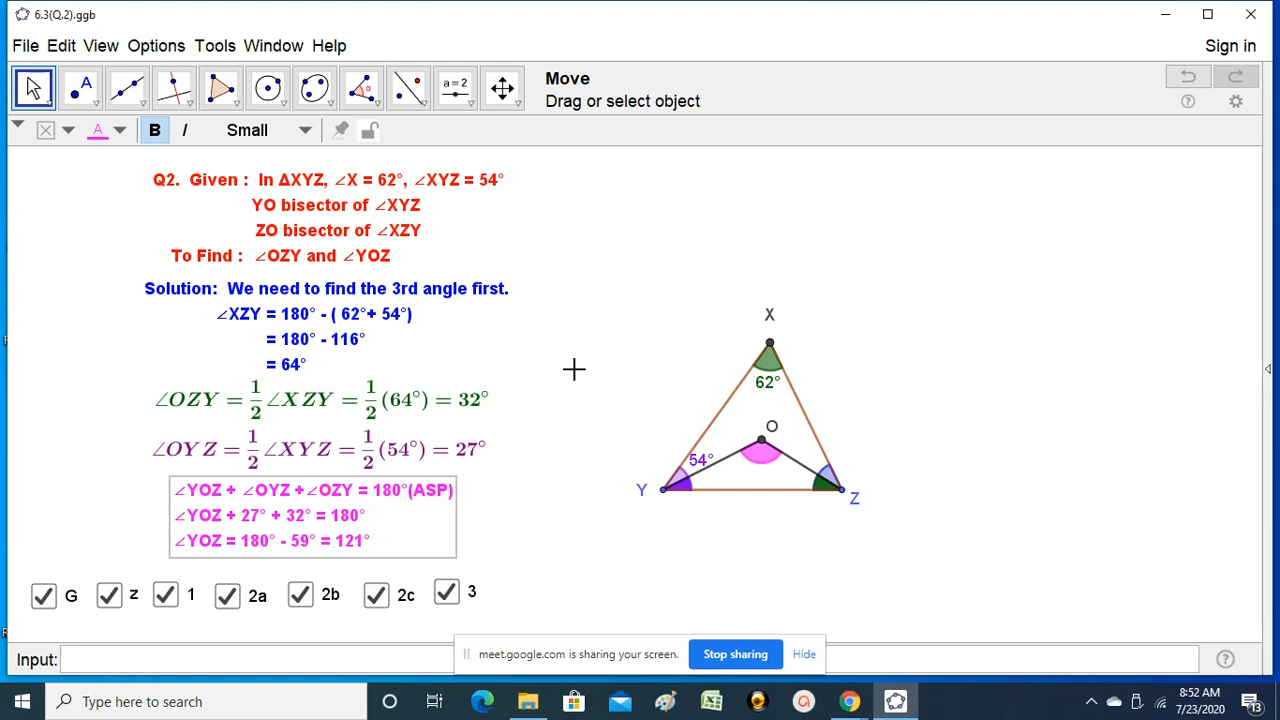 6.3(Q.2).ggb
File Edit View Options Tools Window Help
Sign in
A
α
a = 2
Move
Drag or select object
A B I Small
Q2. Given : In ΔXYZ, ∠X = 62°, ∠XYZ = 54°
YO bisector of ∠XYZ
ZO bisector of ∠XZY
To Find : ∠OZY and ∠YOZ
Solution: We need to find the 3rd angle first.
∠XZY = 180° - ( 62°+ 54°)
= 180° - 116°
= 64°
∠OZY = 1/2 ∠XZY = 1/2 (64°) = 32°
∠OYZ = 1/2 ∠XYZ = 1/2 (54°) = 27°
∠YOZ + ∠OYZ +∠OZY = 180°(ASP)
∠YOZ + 27° + 32° = 180°
∠YOZ = 180° - 59° = 121°
X
62°
O
54°
Y
Z
G z 1 2a 2b 2c 3
Input:
meet.google.com is sharing your screen. Stop sharing Hide
Type here to search
8:52 AM
7/23/2020
13